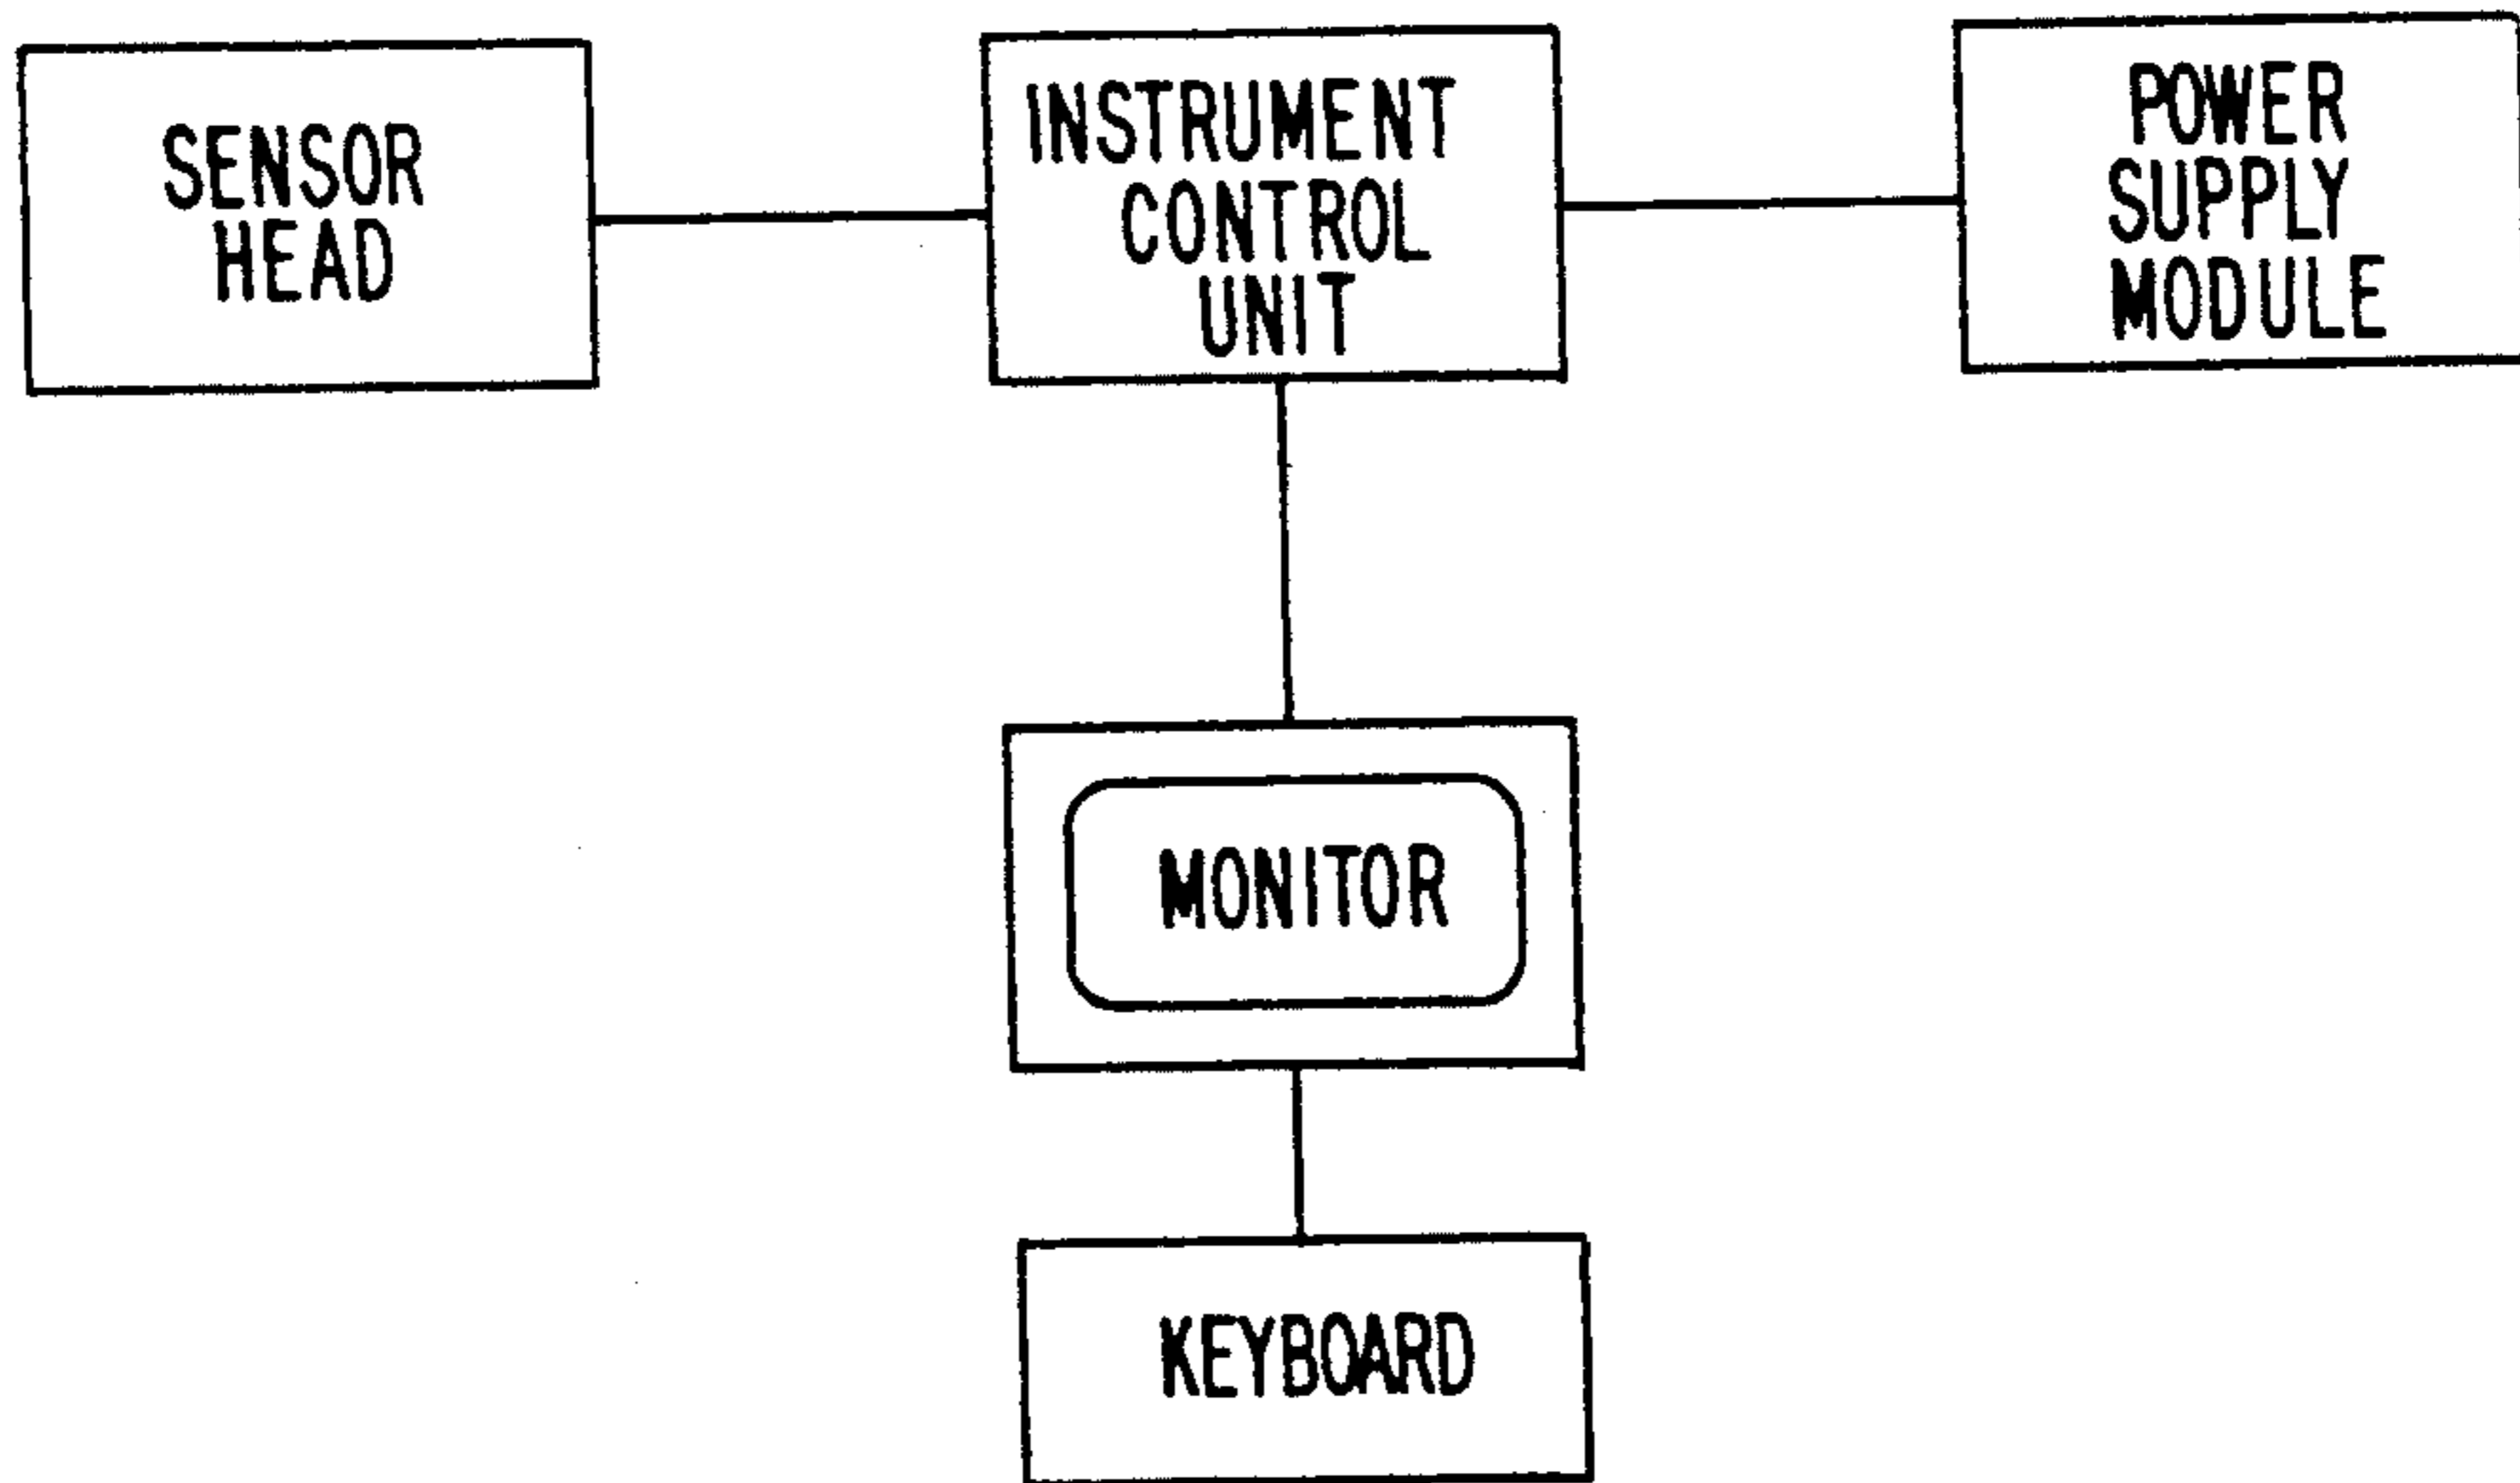 SENSOR
HEAD
INSTRUMENT
CONTROL
UNIT
POWER
SUPPLY
MODULE
MONITOR
KEYBOARD